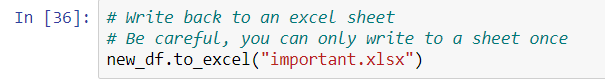 In [36]: # Write back to an excel sheet
# Be careful, you can only write to a sheet once
new_df.to_excel("important.xlsx")